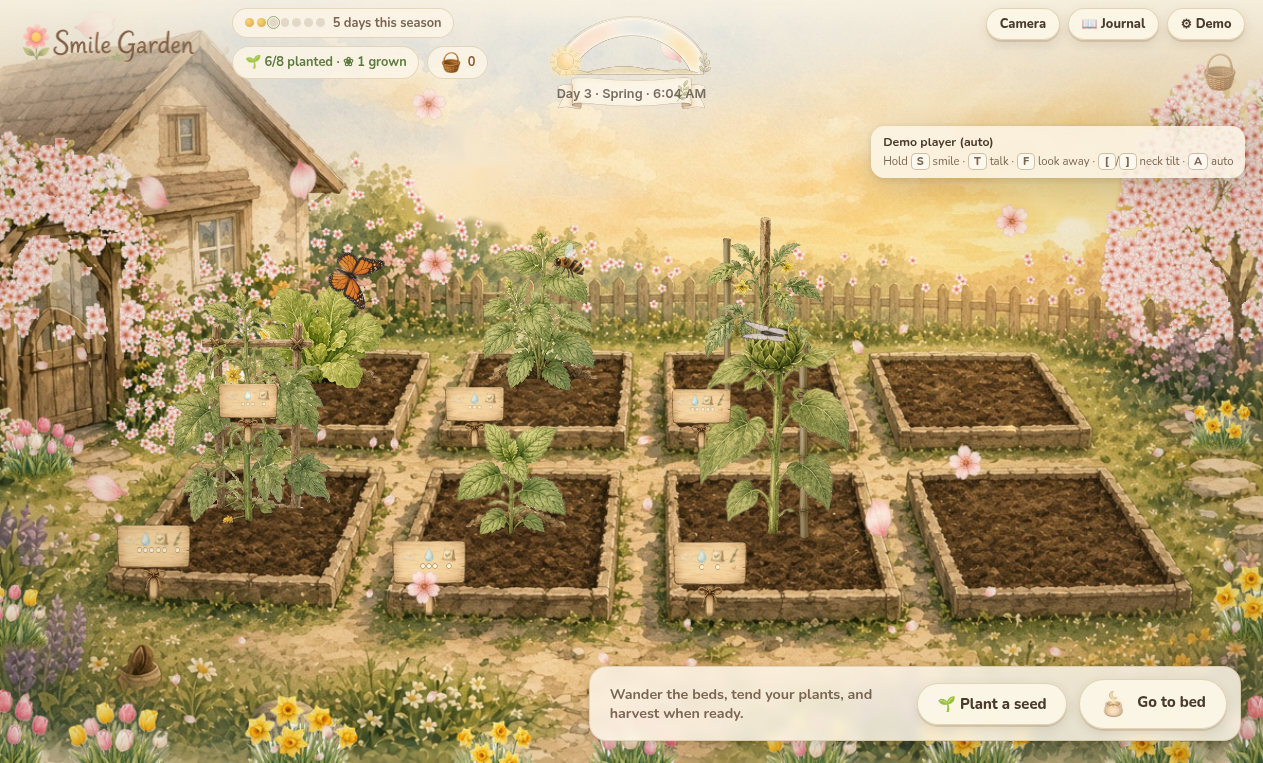 Smile Garden
5 days this season
6/8 planted · 1 grown
0
Day 3 · Spring · 6:04 AM
Camera
Journal
Demo
Demo player (auto)
Hold S smile · T talk · F look away · [ / ] neck tilt · A auto
Wander the beds, tend your plants, and
harvest when ready.
Plant a seed
Go to bed